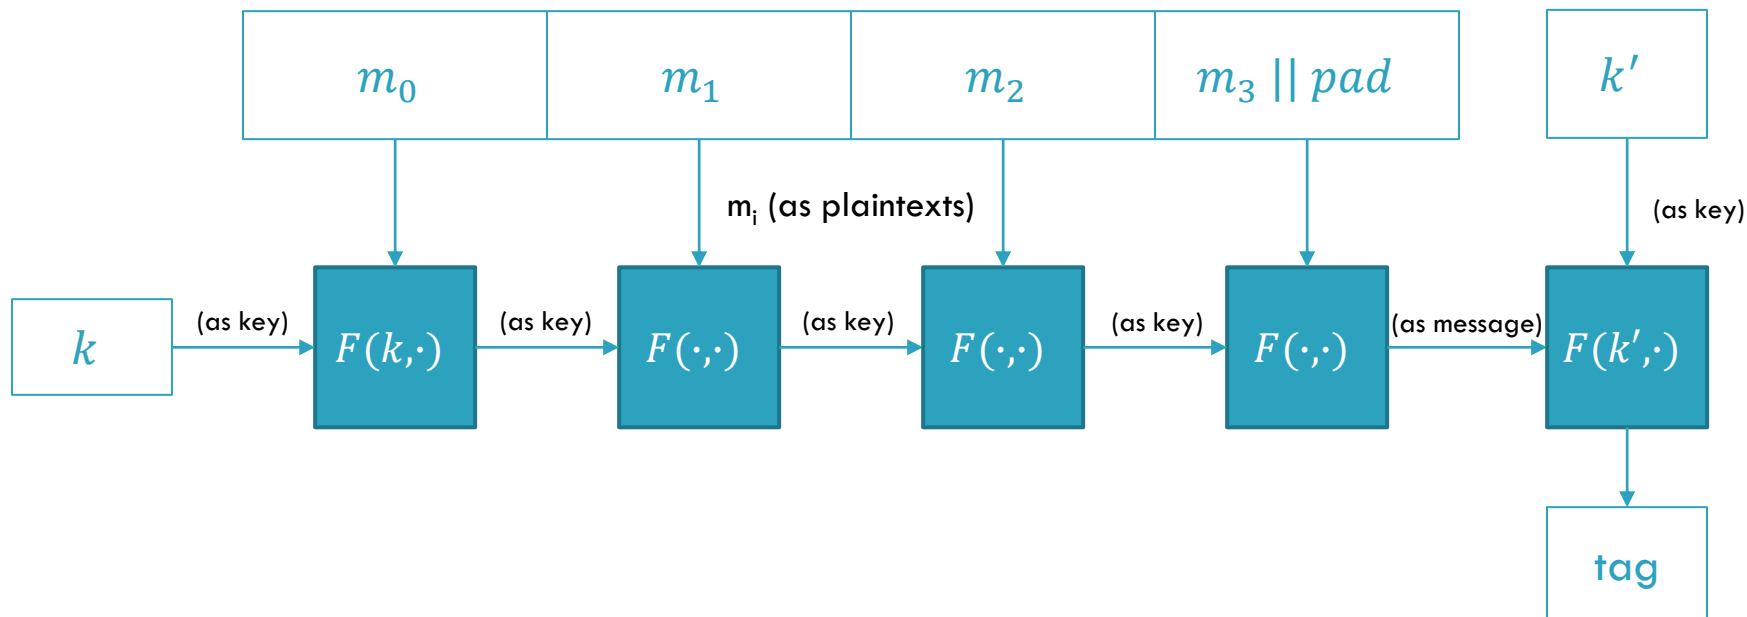 m₀ m₁ m₂ m₃ || pad k′
mᵢ (as plaintexts) (as key)
k (as key) F(k,·) (as key) F(·,·) (as key) F(·,·) (as key) F(·,·) (as message) F(k′,·)
tag